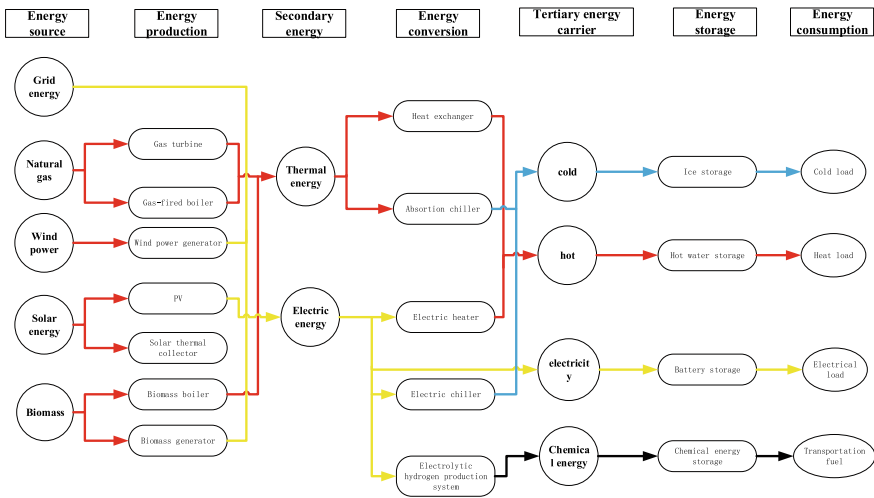 Energy
source
Energy
production
Secondary
energy
Energy
conversion
Tertiary energy
carrier
Energy
storage
Energy
consumption
Grid
energy
Natural
gas
Wind
power
Solar
energy
Biomass
Gas turbine
Gas-fired boiler
Wind power generator
PV
Solar thermal
collector
Biomass boiler
Biomass generator
Thermal
energy
Electric
energy
Heat exchanger
Absortion chiller
Electric heater
Electric chiller
Electrolytic
hydrogen production
system
cold
hot
electricit
y
Chemica
l energy
Ice storage
Hot water storage
Battery storage
Chemical energy
storage
Cold load
Heat load
Electrical
load
Transportation
fuel